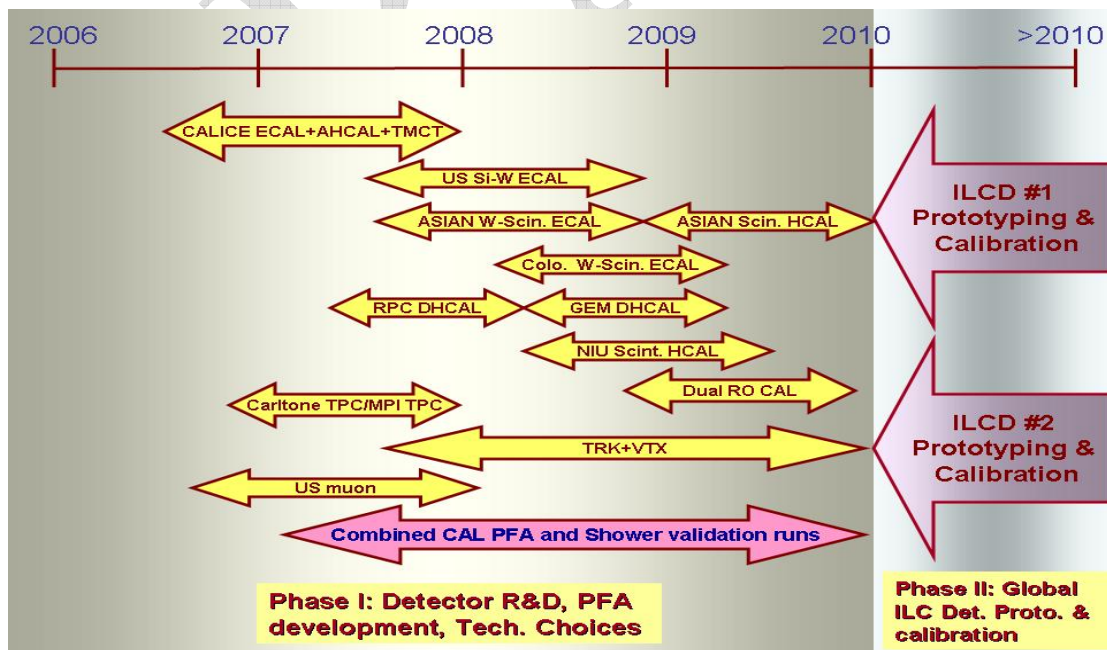 2006 2007 2008 2009 2010 >2010
CALICE ECAL+AHCAL+TMCT
US Si-W ECAL
ASIAN W-Scin. ECAL
ASIAN Scin. HCAL
Colo. W-Scin. ECAL
RPC DHCAL
GEM DHCAL
NIU Scint. HCAL
Dual RO CAL
Carltone TPC/MPI TPC
TRK+VTX
US muon
Combined CAL PFA and Shower validation runs
ILCD #1
Prototyping &
Calibration
ILCD #2
Prototyping &
Calibration
Phase I: Detector R&D, PFA
development, Tech. Choices
Phase II: Global
ILC Det. Proto. &
calibration